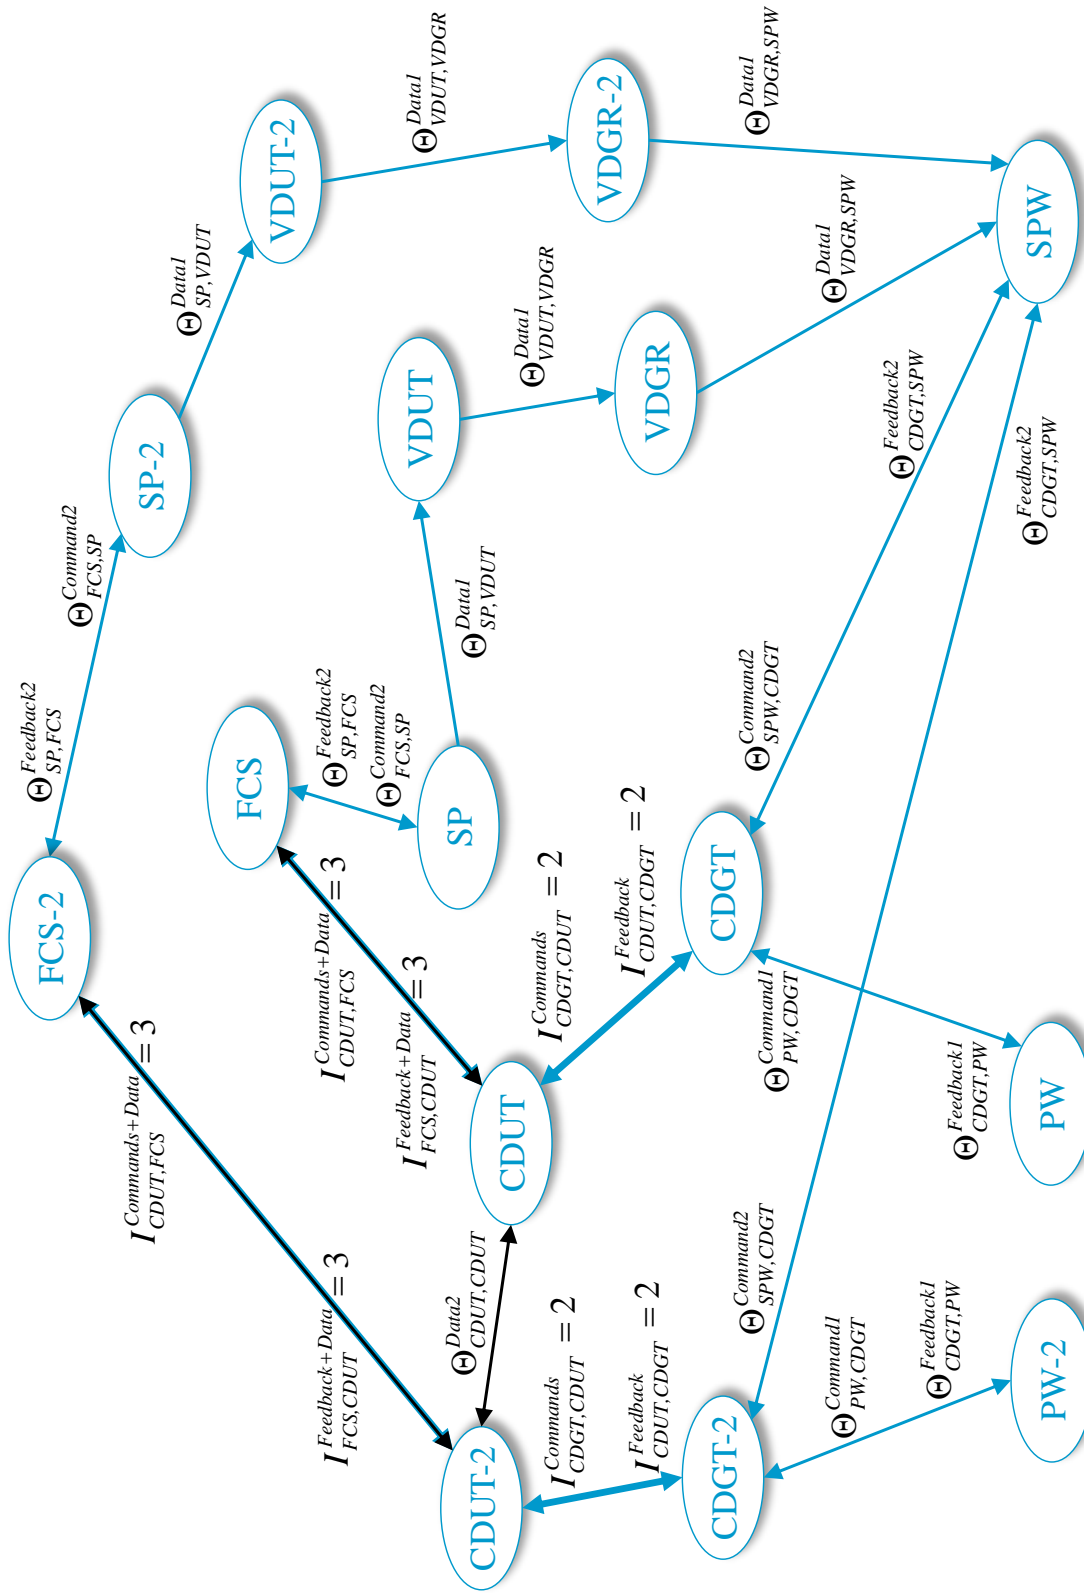 FCS-2
Θ^{Feedback2}_{SP,FCS}
Θ^{Command2}_{FCS,SP}
I^{Commands+Data}_{CDUT,FCS} = 3
SP-2
Θ^{Data1}_{SP,VDUT}
FCS
VDUT-2
I^{Feedback+Data}_{FCS,CDUT} = 3
I^{Commands+Data}_{CDUT,FCS} = 3
Θ^{Feedback2}_{SP,FCS}
Θ^{Command2}_{FCS,SP}
I^{Feedback+Data}_{FCS,CDUT} = 3
VDUT
Θ^{Data1}_{VDUT,VDGR}
Θ^{Data2}_{CDUT,CDUT}
SP
Θ^{Data1}_{SP,VDUT}
CDUT-2
CDUT
Θ^{Data1}_{VDUT,VDGR}
I^{Commands}_{CDGT,CDUT} = 2
I^{Commands}_{CDGT,CDUT} = 2
VDGR-2
I^{Feedback}_{CDUT,CDGT} = 2
I^{Feedback}_{CDUT,CDGT} = 2
VDGR
CDGT-2
CDGT
Θ^{Command2}_{SPW,CDGT}
Θ^{Command1}_{PW,CDGT}
Θ^{Command2}_{SPW,CDGT}
Θ^{Data1}_{VDGR,SPW}
Θ^{Command1}_{PW,CDGT}
Θ^{Data1}_{VDGR,SPW}
Θ^{Feedback2}_{CDGT,SPW}
Θ^{Feedback1}_{CDGT,PW}
Θ^{Feedback1}_{CDGT,PW}
Θ^{Feedback2}_{CDGT,SPW}
PW-2
PW
SPW